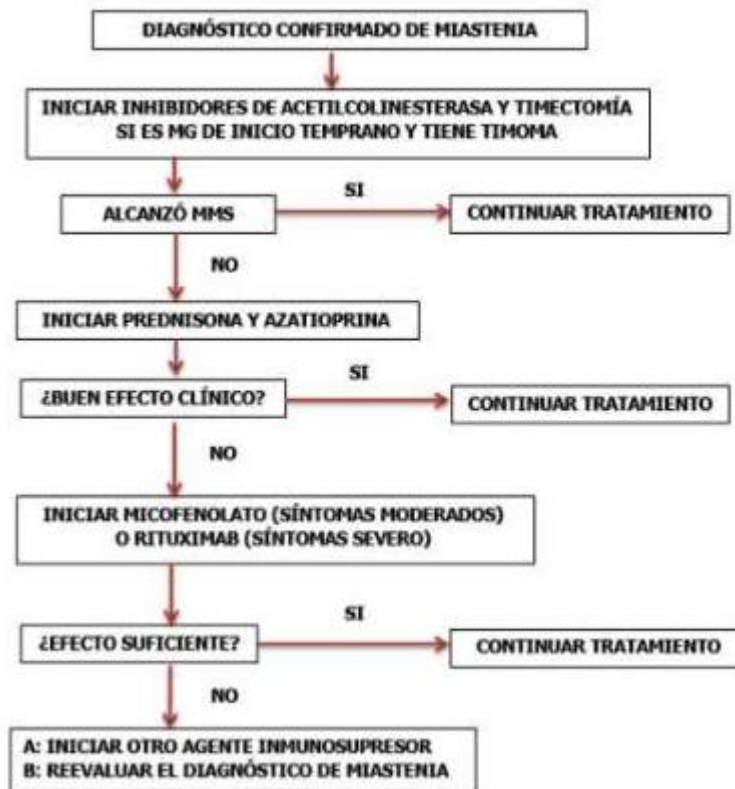 DIAGNÓSTICO CONFIRMADO DE MIASTENIA
INICIAR INHIBIDORES DE ACETILCOLINESTERASA Y TIMECTOMÍA
SI ES MG DE INICIO TEMPRANO Y TIENE TIMOMA
ALCANZÓ MMS
SI
CONTINUAR TRATAMIENTO
NO
INICIAR PREDNISONA Y AZATIOPRINA
¿BUEN EFECTO CLÍNICO?
SI
CONTINUAR TRATAMIENTO
NO
INICIAR MICOFENOLATO (SÍNTOMAS MODERADOS)
O RITUXIMAB (SÍNTOMAS SEVERO)
¿EFECTO SUFICIENTE?
SI
CONTINUAR TRATAMIENTO
NO
A: INICIAR OTRO AGENTE INMUNOSUPRESOR
B: REEVALUAR EL DIAGNÓSTICO DE MIASTENIA